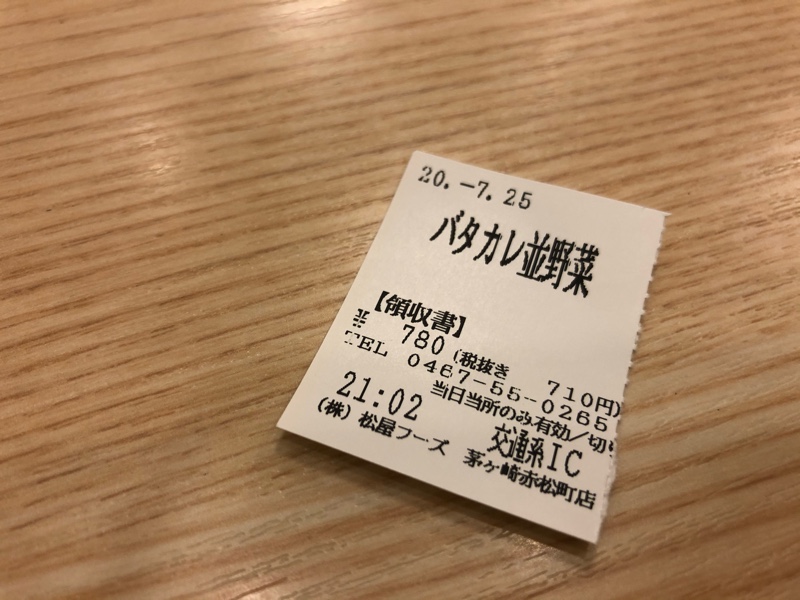 20.-7.25
バタカレ並野菜
【領収書】
780 (税抜き 710円)
TEL 0467-55-0265
当日当所のみ有効/切
21:02 交通系IC
(株) 松屋フーズ 茅ヶ崎赤松町店